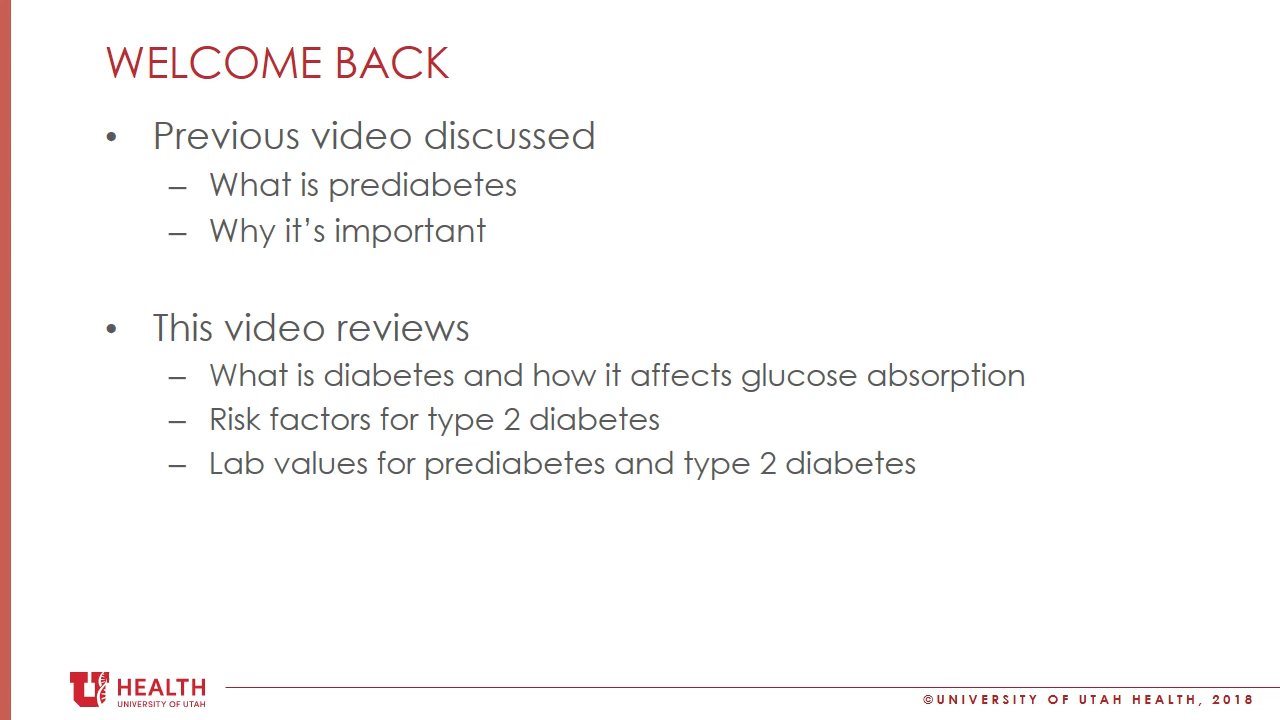 WELCOME BACK
• Previous video discussed
– What is prediabetes
– Why it’s important
• This video reviews
– What is diabetes and how it affects glucose absorption
– Risk factors for type 2 diabetes
– Lab values for prediabetes and type 2 diabetes
U HEALTH
UNIVERSITY OF UTAH
©UNIVERSITY OF UTAH HEALTH, 2018